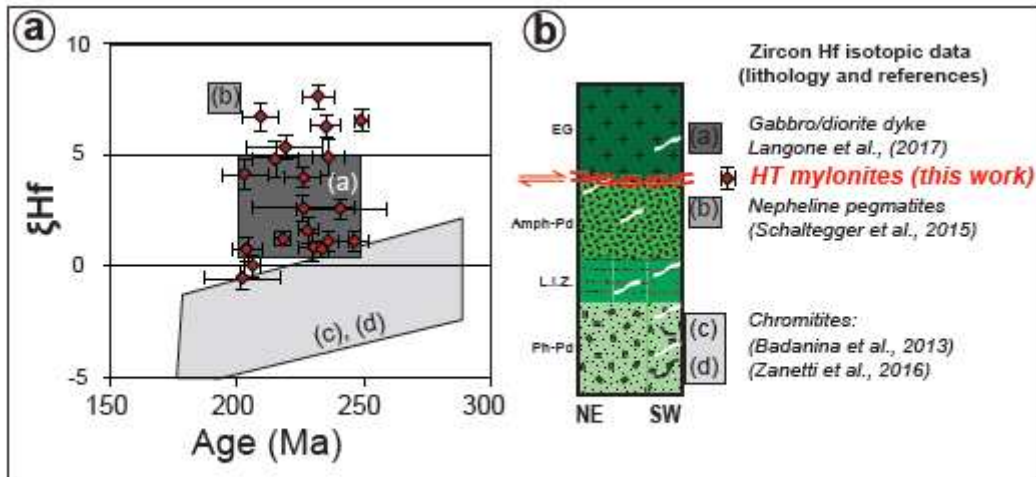 a
10
5
0
-5
ξHf
(b)
(a)
(c), (d)
150
200
250
300
Age (Ma)
b
Zircon Hf isotopic data
(lithology and references)
EG
(a)
Gabbro/diorite dyke
Langone et al., (2017)
HT mylonites (this work)
Amph-Pd
(b)
Nepheline pegmatites
(Schaltegger et al., 2015)
L.I.Z.
Ph-Pd
(c)
(d)
Chromitites:
(Badanina et al., 2013)
(Zanetti et al., 2016)
NE
SW